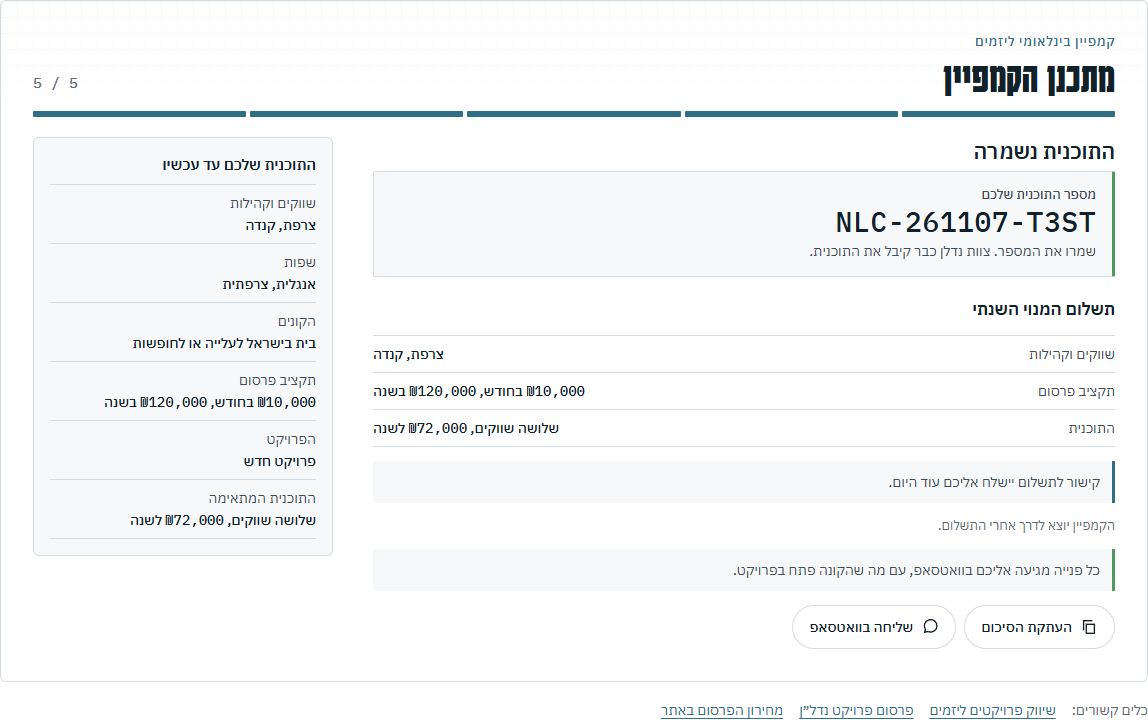 קמפיין בינלאומי ליזמים
מתכנן הקמפיין
5 / 5
התוכנית נשמרה
מספר התוכנית שלכם
NLC-261107-T3ST
שמרו את המספר. צוות נדלן כבר קיבל את התוכנית.
תשלום המנוי השנתי
שווקים וקהילות
צרפת, קנדה
תקציב פרסום
₪10,000 בחודש, ₪120,000 בשנה
התוכנית
שלושה שווקים, ₪72,000 לשנה
קישור לתשלום יישלח אליכם עוד היום.
הקמפיין יוצא לדרך אחרי התשלום.
כל פנייה מגיעה אליכם בוואטסאפ, עם מה שהקונה פתח בפרויקט.
העתקת הסיכום
שליחה בוואטסאפ
התוכנית שלכם עד עכשיו
שווקים וקהילות
צרפת, קנדה
שפות
אנגלית, צרפתית
הקונים
בית בישראל לעלייה או לחופשות
תקציב פרסום
₪10,000 בחודש, ₪120,000 בשנה
הפרויקט
פרויקט חדש
התוכנית המתאימה
שלושה שווקים, ₪72,000 לשנה
כלים קשורים: שיווק פרויקטים ליזמים פרסום פרויקט נדל״ן מחירון הפרסום באתר